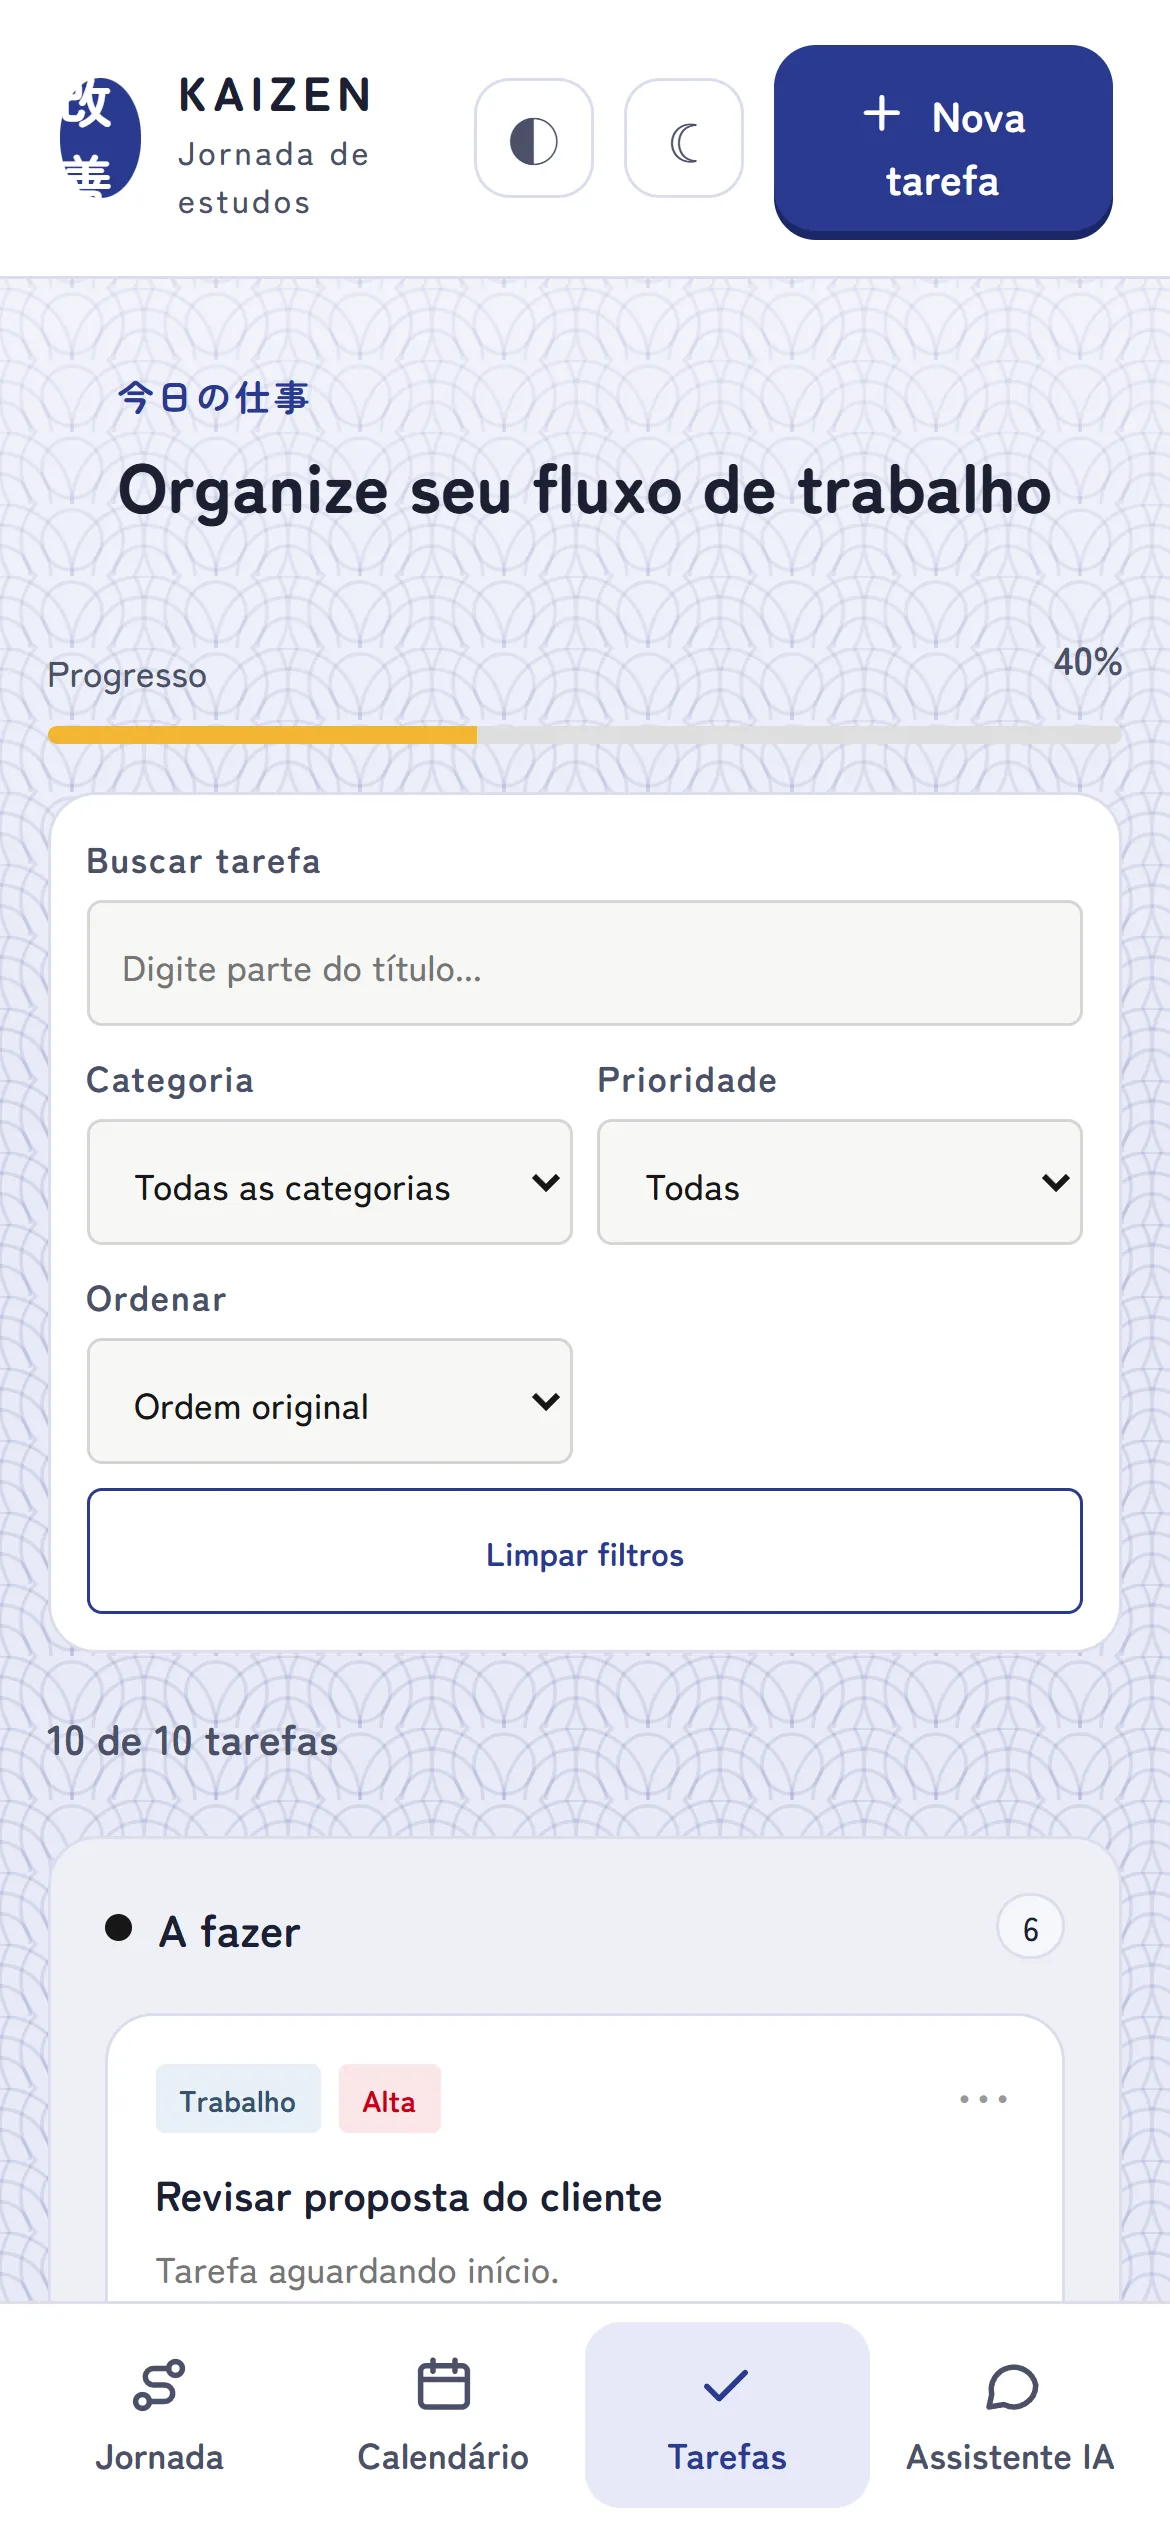 改
善
KAIZEN
Jornada de
estudos
Nova
tarefa
今日の仕事
Organize seu fluxo de trabalho
Progresso
40%
Buscar tarefa
Digite parte do título...
Categoria
Prioridade
Todas as categorias
Todas
Ordenar
Ordem original
Limpar filtros
10 de 10 tarefas
A fazer
6
Trabalho
Alta
Revisar proposta do cliente
Tarefa aguardando início.
Jornada
Calendário
Tarefas
Assistente IA